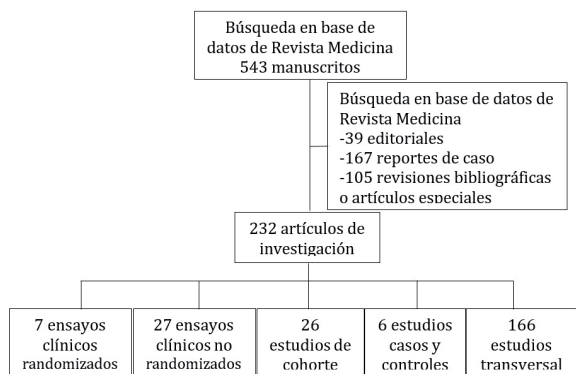 Búsqueda en base de
datos de Revista Medicina
543 manuscritos
Búsqueda en base de datos de
Revista Medicina
-39 editoriales
-167 reportes de caso
-105 revisiones bibliográficas
o artículos especiales
232 artículos de
investigación
7 ensayos
clínicos
randomizados
27 ensayos
clínicos no
randomizados
26
estudios de
cohorte
6 estudios
casos y
controles
166
estudios
transversal